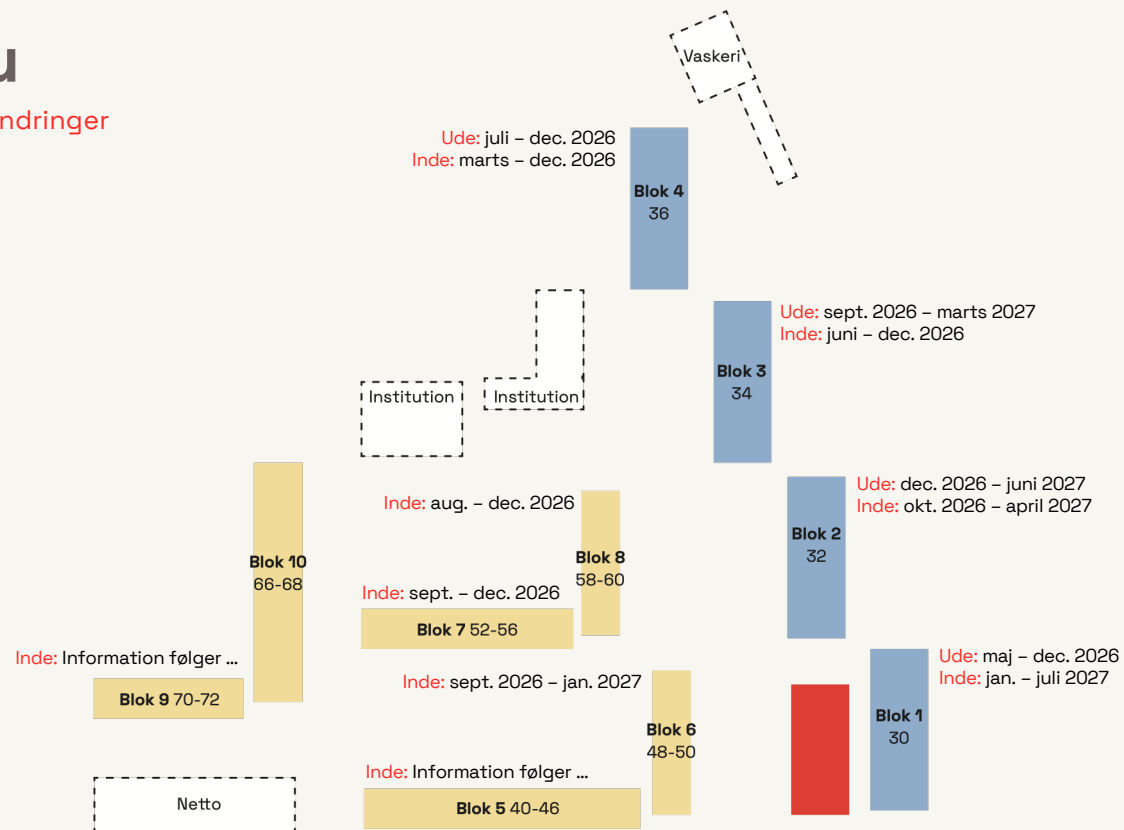 u
ndringer
Vaskeri
Ude: juli – dec. 2026
Inde: marts – dec. 2026
Blok 4
36
Ude: sept. 2026 – marts 2027
Inde: juni – dec. 2026
Blok 3
34
Institution
Institution
Ude: dec. 2026 – juni 2027
Inde: okt. 2026 – april 2027
Blok 2
32
Inde: aug. – dec. 2026
Blok 8
58-60
Blok 10
66-68
Inde: sept. – dec. 2026
Blok 7 52-56
Inde: Information følger ...
Blok 9 70-72
Ude: maj – dec. 2026
Inde: jan. – juli 2027
Blok 1
30
Inde: sept. 2026 – jan. 2027
Blok 6
48-50
Inde: Information følger ...
Blok 5 40-46
Netto